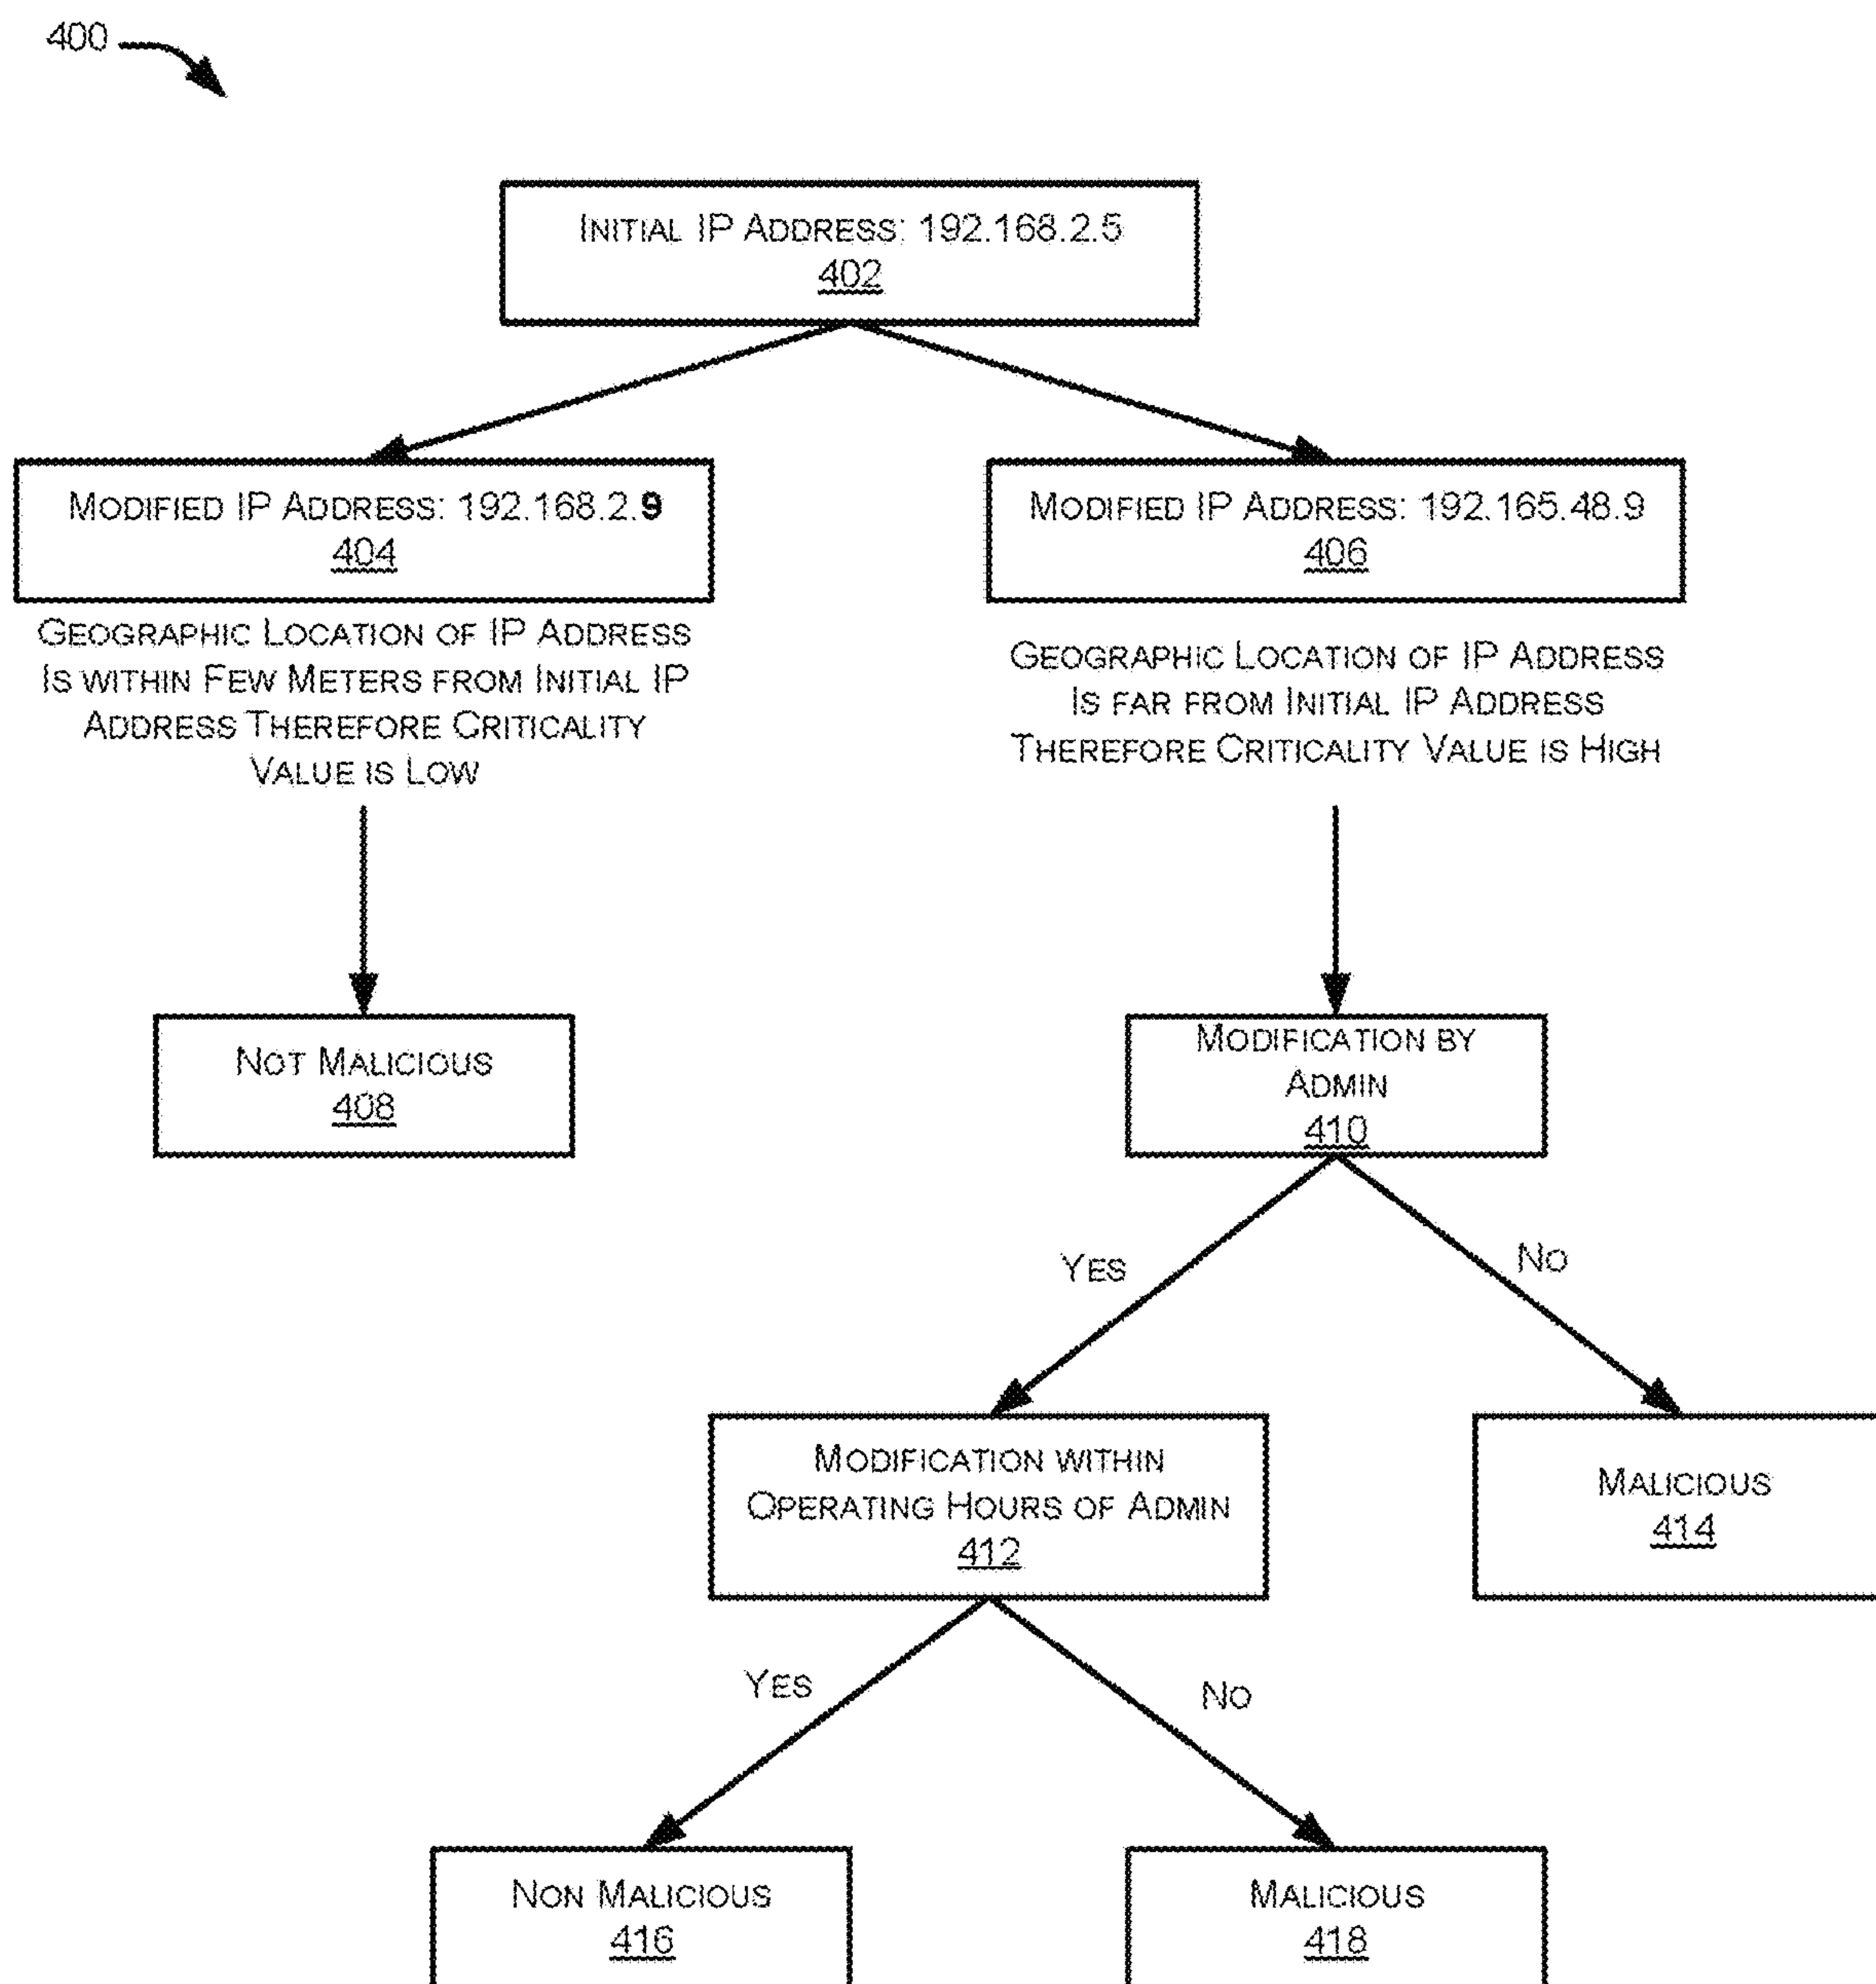 400
INITIAL IP ADDRESS: 192.168.2.5
402
MODIFIED IP ADDRESS: 192.168.2.9
404
MODIFIED IP ADDRESS: 192.165.48.9
406
GEOGRAPHIC LOCATION OF IP ADDRESS
IS WITHIN FEW METERS FROM INITIAL IP
ADDRESS THEREFORE CRITICALITY
VALUE IS LOW
GEOGRAPHIC LOCATION OF IP ADDRESS
IS FAR FROM INITIAL IP ADDRESS
THEREFORE CRITICALITY VALUE IS HIGH
NOT MALICIOUS
408
MODIFICATION BY
ADMIN
410
YES
NO
MODIFICATION WITHIN
OPERATING HOURS OF ADMIN
412
MALICIOUS
414
YES
NO
NON MALICIOUS
416
MALICIOUS
418